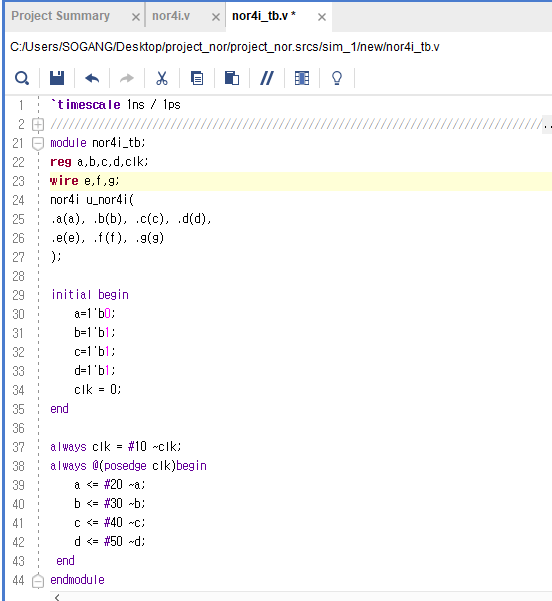 Project Summary × nor4i.v × nor4i_tb.v * ×
C:/Users/SOGANG/Desktop/project_nor/project_nor.srcs/sim_1/new/nor4i_tb.v
1 `timescale 1ns / 1ps
2 //////////////////////////////////////////////////////////////////////////////////..
21 module nor4i_tb;
22 reg a,b,c,d,clk;
23 wire e,f,g;
24 nor4i u_nor4i(
25 .a(a), .b(b), .c(c), .d(d),
26 .e(e), .f(f), .g(g)
27 );
28
29 initial begin
30 a=1'b0;
31 b=1'b1;
32 c=1'b1;
33 d=1'b1;
34 clk = 0;
35 end
36
37 always clk = #10 ~clk;
38 always @(posedge clk)begin
39 a <= #20 ~a;
40 b <= #30 ~b;
41 c <= #40 ~c;
42 d <= #50 ~d;
43 end
44 endmodule